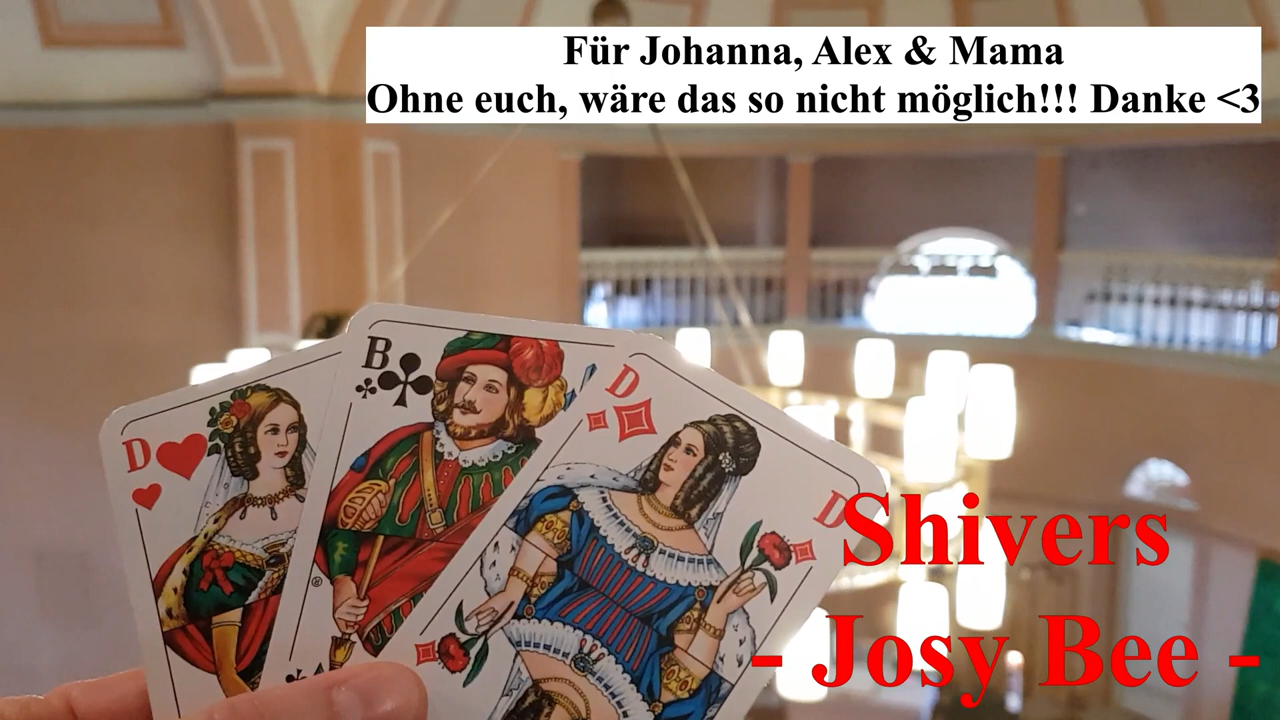 Für Johanna, Alex & Mama
Ohne euch, wäre das so nicht möglich!!! Danke <3
D
B
D
D
Shivers
- Josy Bee -